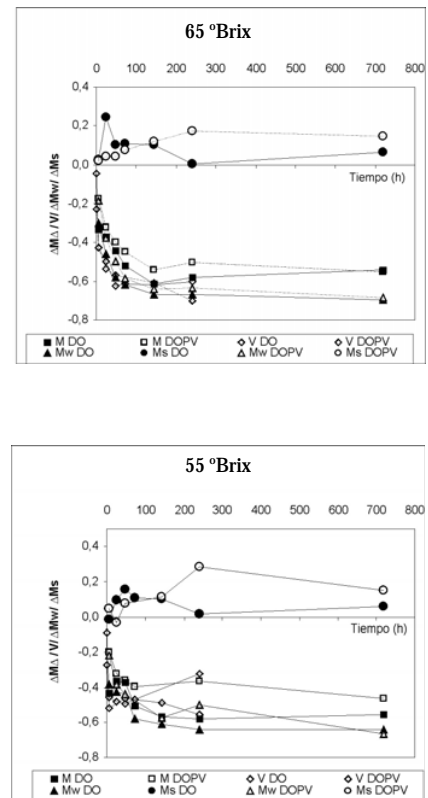 65 ºBrix
0 100 200 300 400 500 600 700 800
0,4
0,2
0,0
Tiempo (h)
-0,2
-0,4
-0,6
-0,8
ΔMΔ/V/ΔMw/ΔMs
M DO M DOPV V DO V DOPV
Mw DO Ms DO Mw DOPV Ms DOPV
55 ºBrix
0 100 200 300 400 500 600 700 800
0,4
0,2
0,0
Tiempo (h)
-0,2
-0,4
-0,6
-0,8
ΔMΔ/V/ΔMw/ΔMs
M DO M DOPV V DO V DOPV
Mw DO Ms DO Mw DOPV Ms DOPV